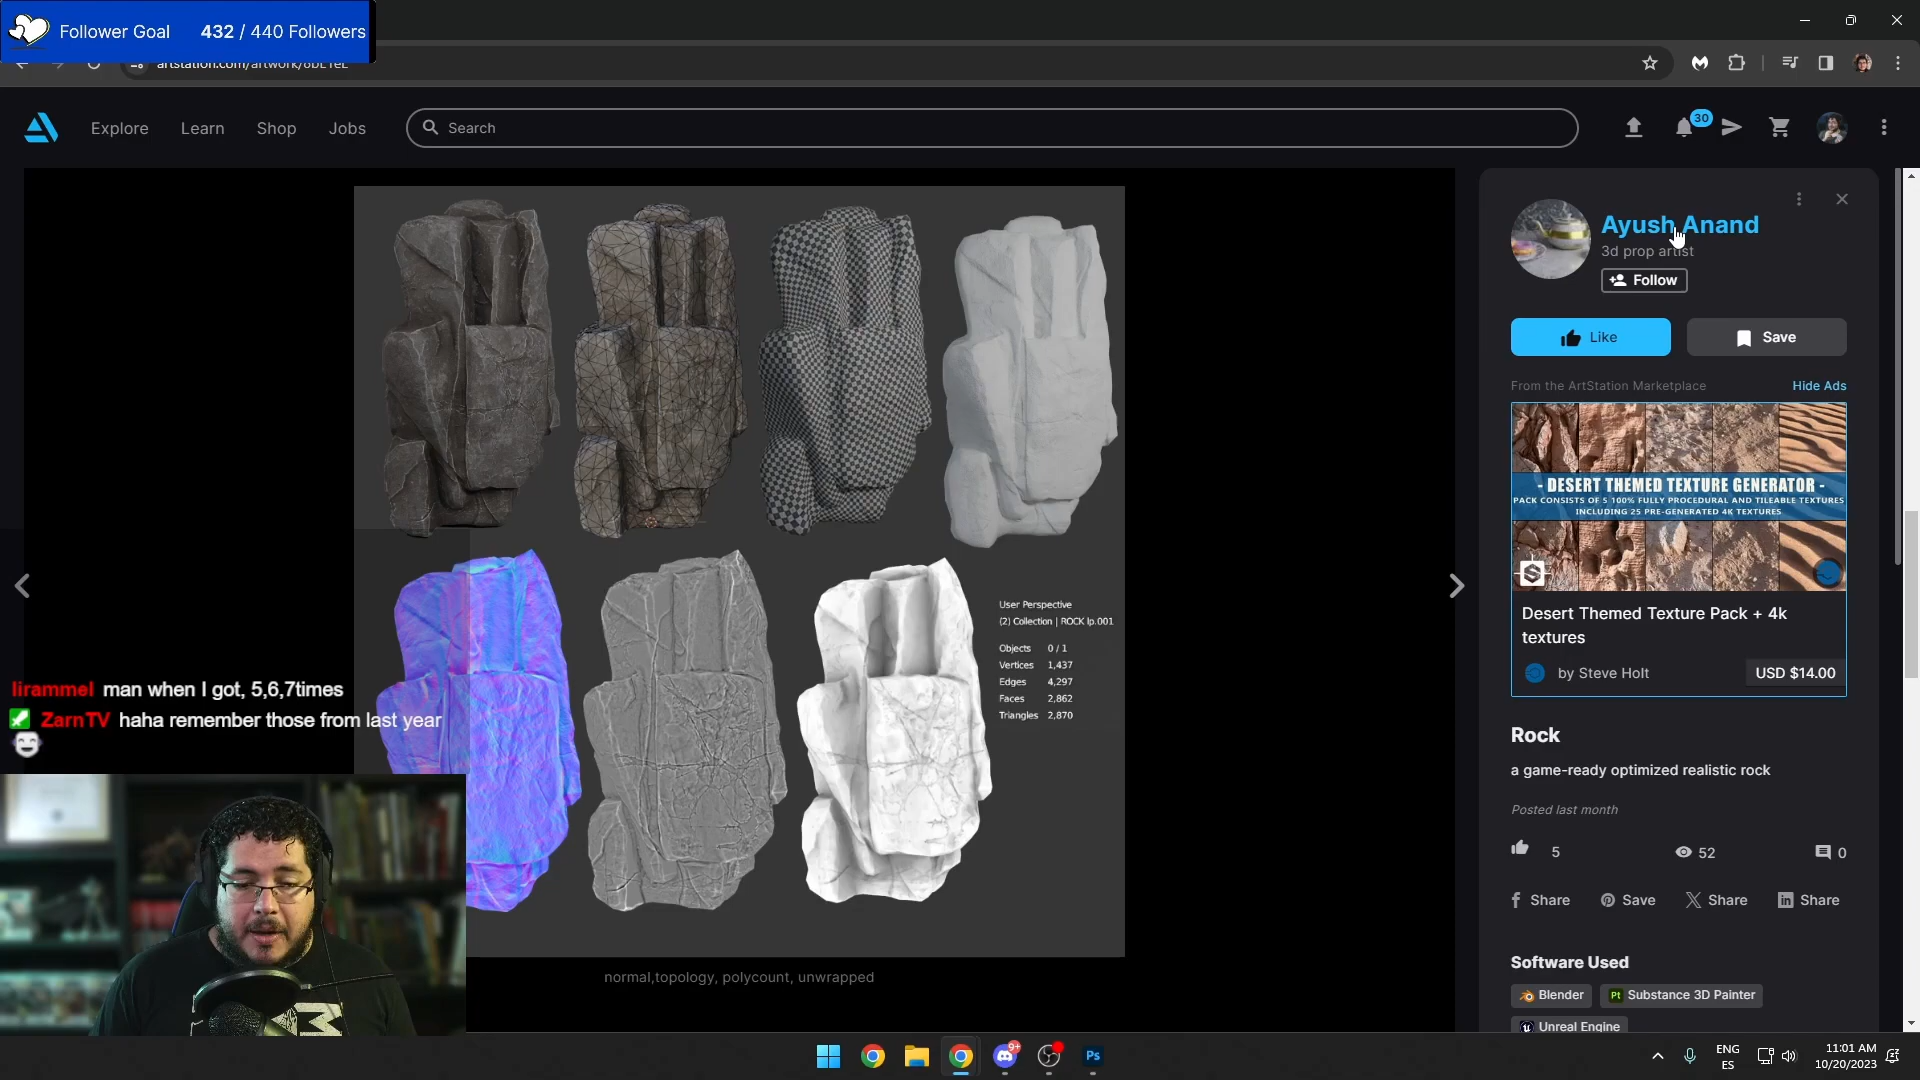 Follower Goal 432 / 440 Followers
artstation.com/artwork/
Explore Learn Shop Jobs Search 30
Ayush Anand
3d prop artist
Follow
Like Save
From the ArtStation Marketplace Hide Ads
- DESERT THEMED TEXTURE GENERATOR -
PACK CONSISTS OF 5 100% FULLY PROCEDURAL AND TILEABLE TEXTURES
INCLUDING 25 PRE-GENERATED 4K TEXTURES
Desert Themed Texture Pack + 4k
textures
by Steve Holt USD $14.00
User Perspective
(2) Collection | ROCK lp.001
Objects 0 / 1
Vertices 1,437
Edges 4,297
Faces 2,862
Triangles 2,870
lirammel man when I got, 5,6,7times
ZarnTV haha remember those from last year
Rock
a game-ready optimized realistic rock
Posted last month
5 52 0
Share Save Share Share
normal,topology, polycount, unwrapped
Software Used
Blender Pt Substance 3D Painter
Unreal Engine
9+ Ps
ENG
ES
11:01 AM
10/20/2023